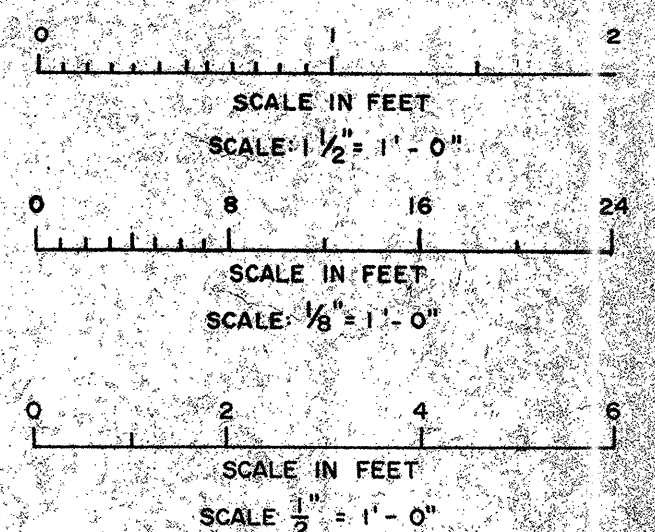 0 1 2
SCALE IN FEET
SCALE: 1 1/2" = 1' - 0"
0 8 16 24
SCALE IN FEET
SCALE: 1/8" = 1' - 0"
0 2 4 6
SCALE IN FEET
SCALE 1/2" = 1' - 0"